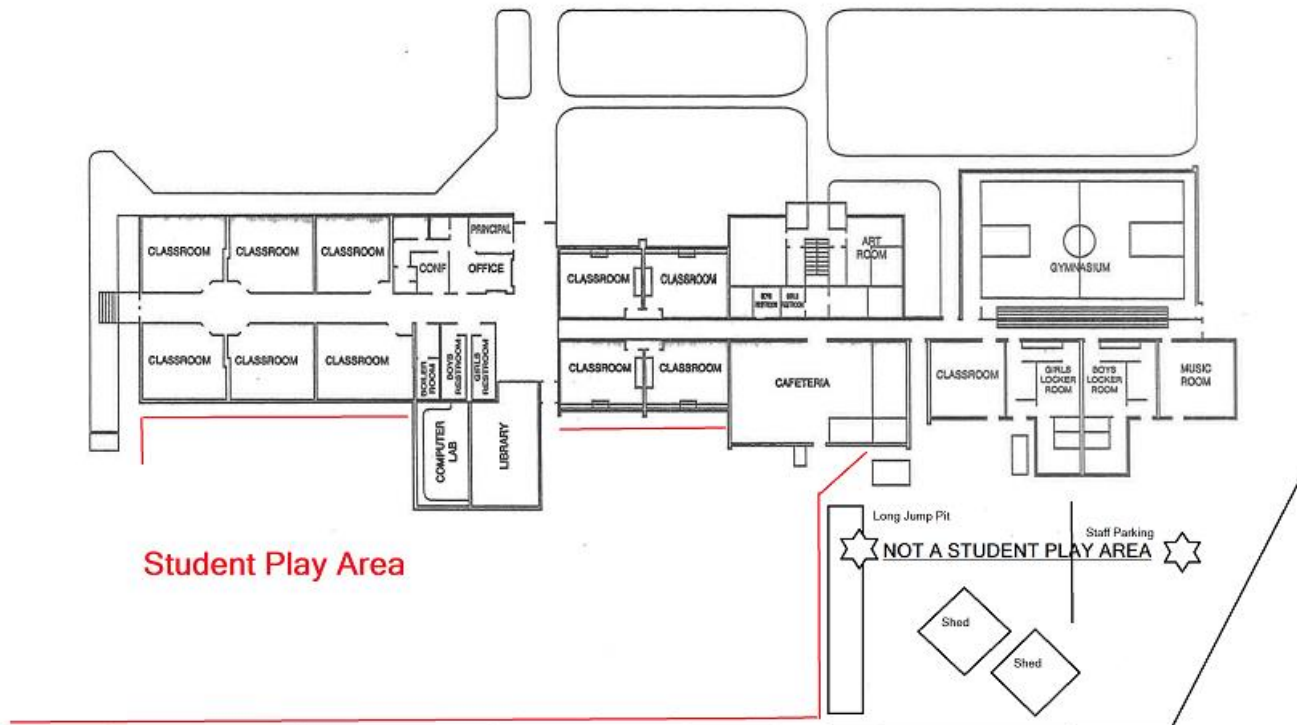 PRINCIPAL
CLASSROOM
CLASSROOM
CLASSROOM
CONF
OFFICE
CLASSROOM
CLASSROOM
ART
ROOM
GYMNASIUM
BOYS
RESTROOM
GIRLS
RESTROOM
CLASSROOM
CLASSROOM
CLASSROOM
BOILER
ROOM
BOYS
RESTROOM
GIRLS
RESTROOM
CLASSROOM
CLASSROOM
CAFETERIA
CLASSROOM
GIRLS
LOCKER
ROOM
BOYS
LOCKER
ROOM
MUSIC
ROOM
COMPUTER
LAB
LIBRARY
Long Jump Pit
Staff Parking
NOT A STUDENT PLAY AREA
Student Play Area
Shed
Shed